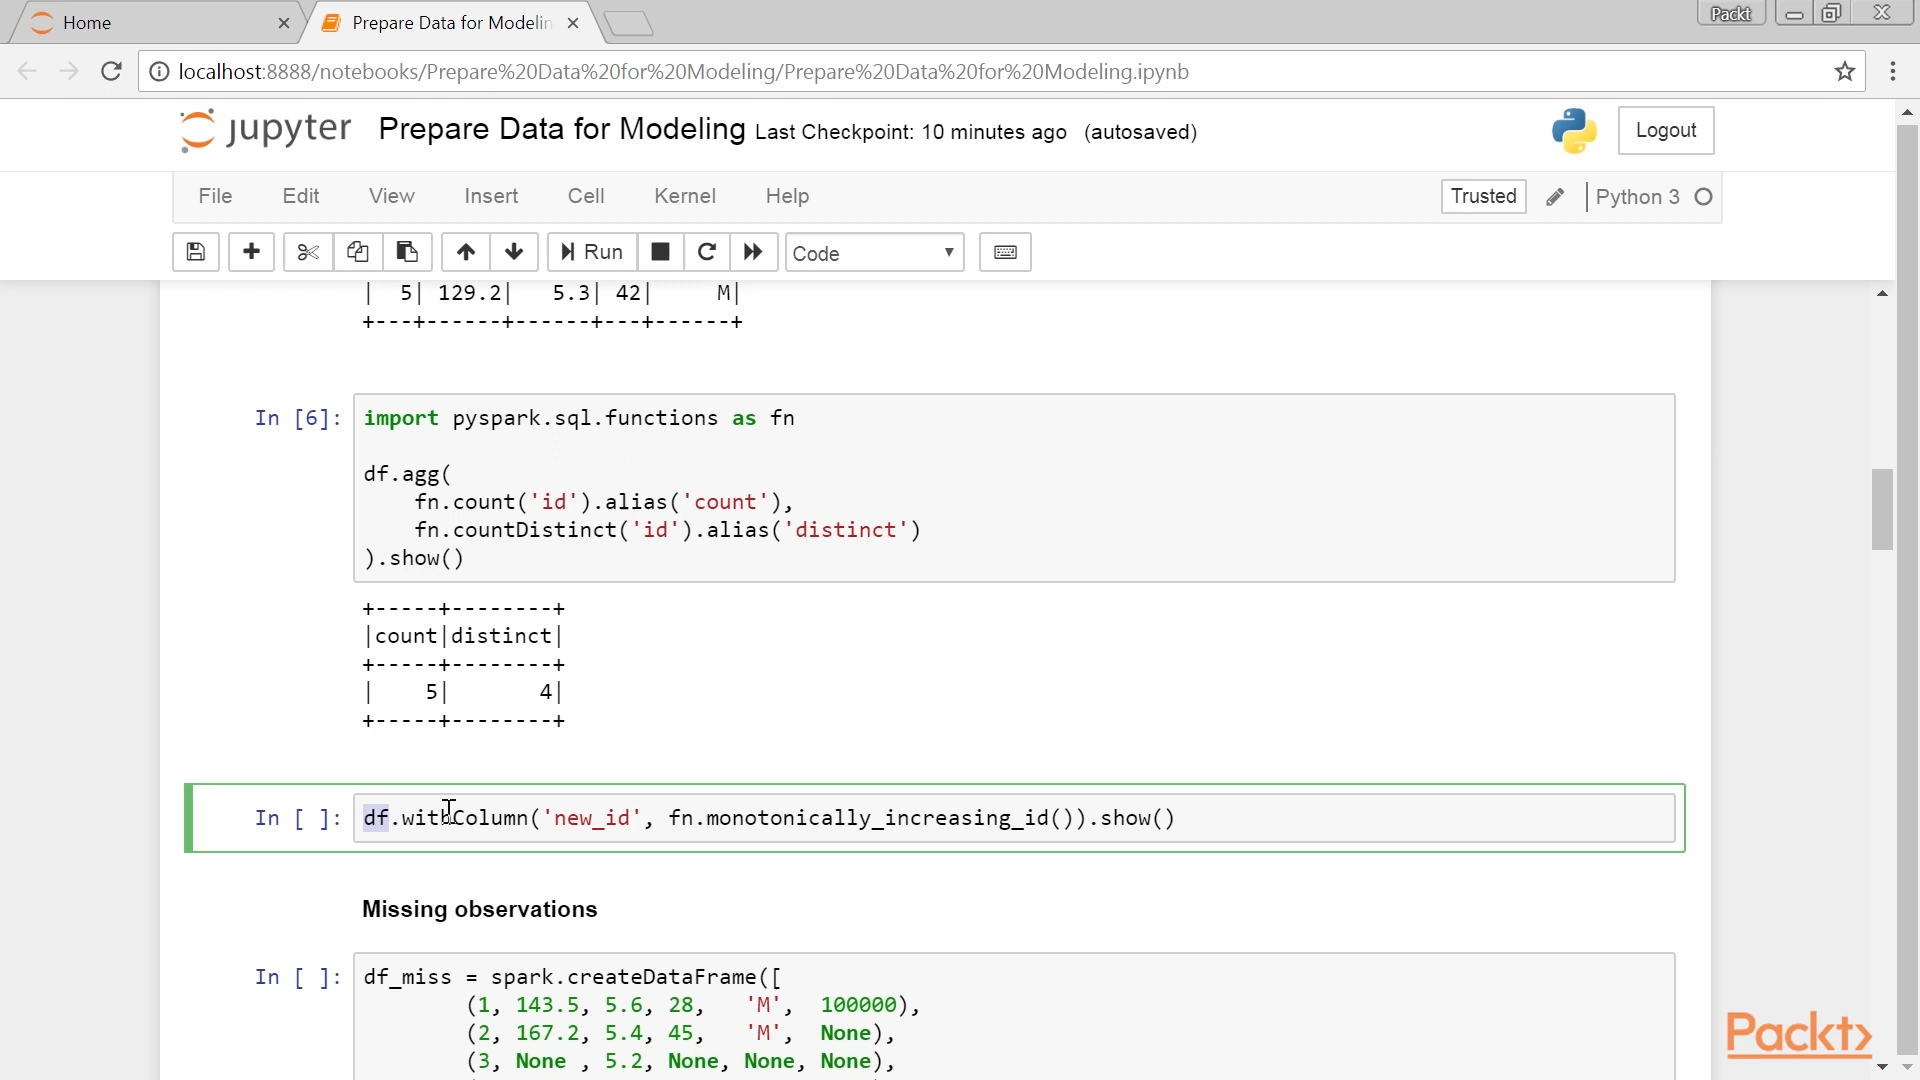 Home
Prepare Data for Modelin
Packt
localhost:8888/notebooks/Prepare%20Data%20for%20Modeling/Prepare%20Data%20for%20Modeling.ipynb
jupyter Prepare Data for Modeling Last Checkpoint: 10 minutes ago (autosaved)
Logout
File Edit View Insert Cell Kernel Help
Trusted
Python 3
Run
Code
|  5| 129.2|   5.3| 42|     M|
+---+------+------+---+------+
In [6]: import pyspark.sql.functions as fn
df.agg(
    fn.count('id').alias('count'),
    fn.countDistinct('id').alias('distinct')
).show()
+-----+--------+
|count|distinct|
+-----+--------+
|    5|       4|
+-----+--------+
In [ ]: df.withColumn('new_id', fn.monotonically_increasing_id()).show()
Missing observations
In [ ]: df_miss = spark.createDataFrame([
        (1, 143.5, 5.6, 28,   'M',  100000),
        (2, 167.2, 5.4, 45,   'M',  None),
        (3, None , 5.2, None, None, None),
Packt>